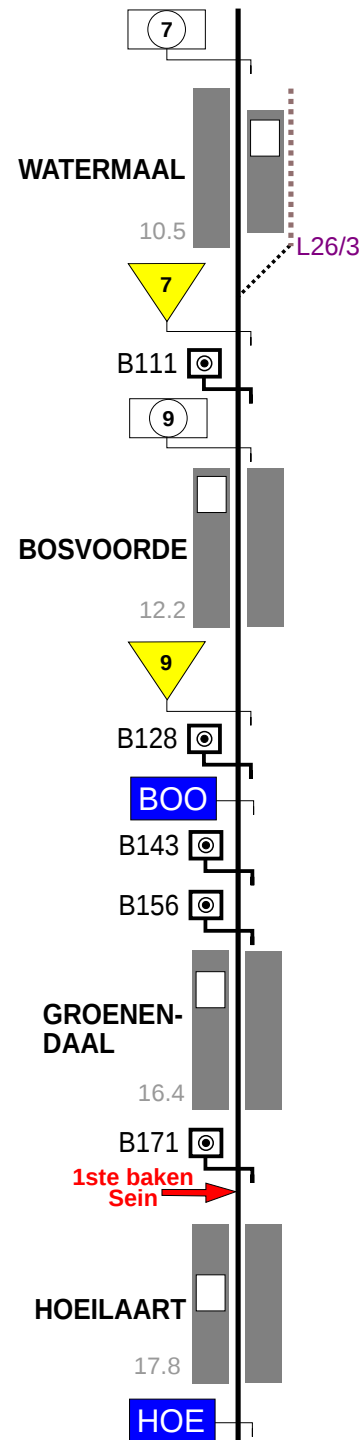 7
WATERMAAL
10.5
L26/3
7
B111
9
BOSVOORDE
12.2
9
B128
BOO
B143
B156
GROENEN-
DAAL
16.4
B171
1ste baken
Sein
HOEILAART
17.8
HOE